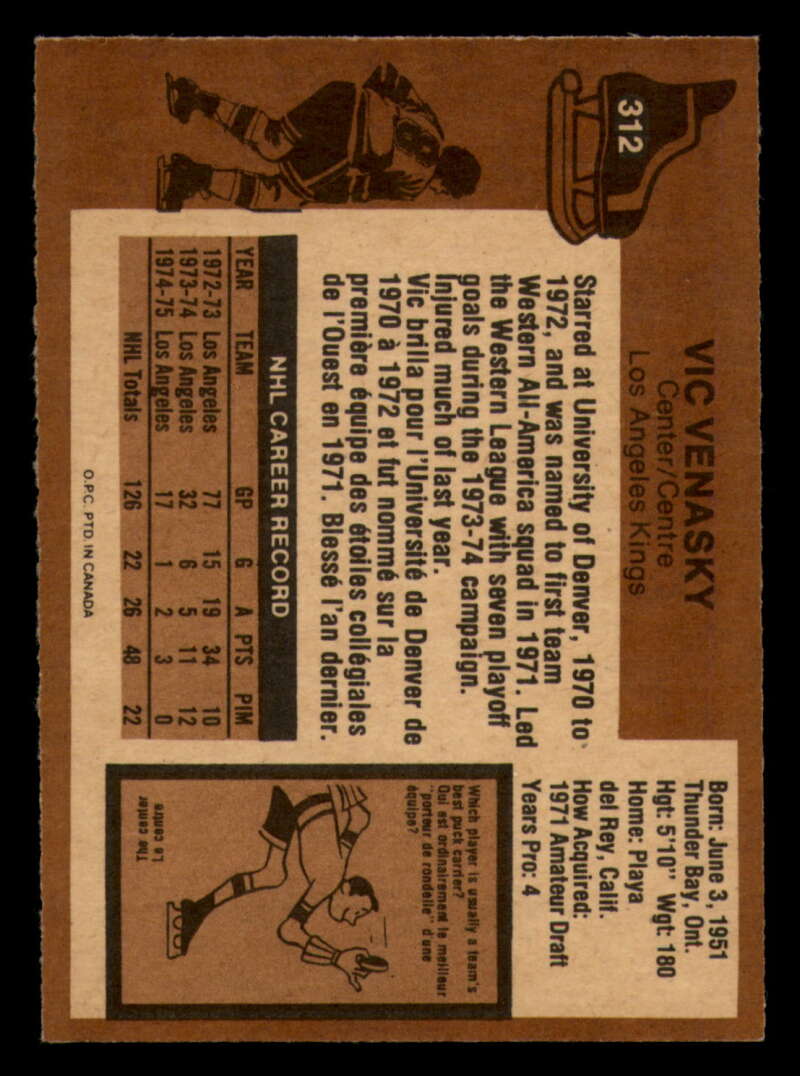 312
VIC VENASKY
Center/Centre
Los Angeles Kings
Born: June 3, 1951
Thunder Bay, Ont.
Hgt: 5'10" Wgt: 180
Home: Playa
del Rey, Calif.
How Acquired:
1971 Amateur Draft
Years Pro: 4
Starred at University of Denver, 1970 to
1972, and was named to first team
Western All-America squad in 1971. Led
the Western League with seven playoff
goals during the 1973-74 campaign.
Injured much of last year.
Vic brilla pour l'Université de Denver de
1970 à 1972 et fut nommé sur la
première équipe des étoiles collégiales
de l'Ouest en 1971. Blessé l'an dernier.
NHL CAREER RECORD
YEAR TEAM GP G A PTS PIM
1972-73 Los Angeles 77 15 19 34 10
1973-74 Los Angeles 32 6 5 11 12
1974-75 Los Angeles 17 1 2 3 0
NHL Totals 126 22 26 48 22
Which player is usually a team's
best puck carrier?
Qui est ordinairement le meilleur
"porteur de rondelle" d'une
équipe?
Le centre
The center
O.P.C. PTD. IN CANADA